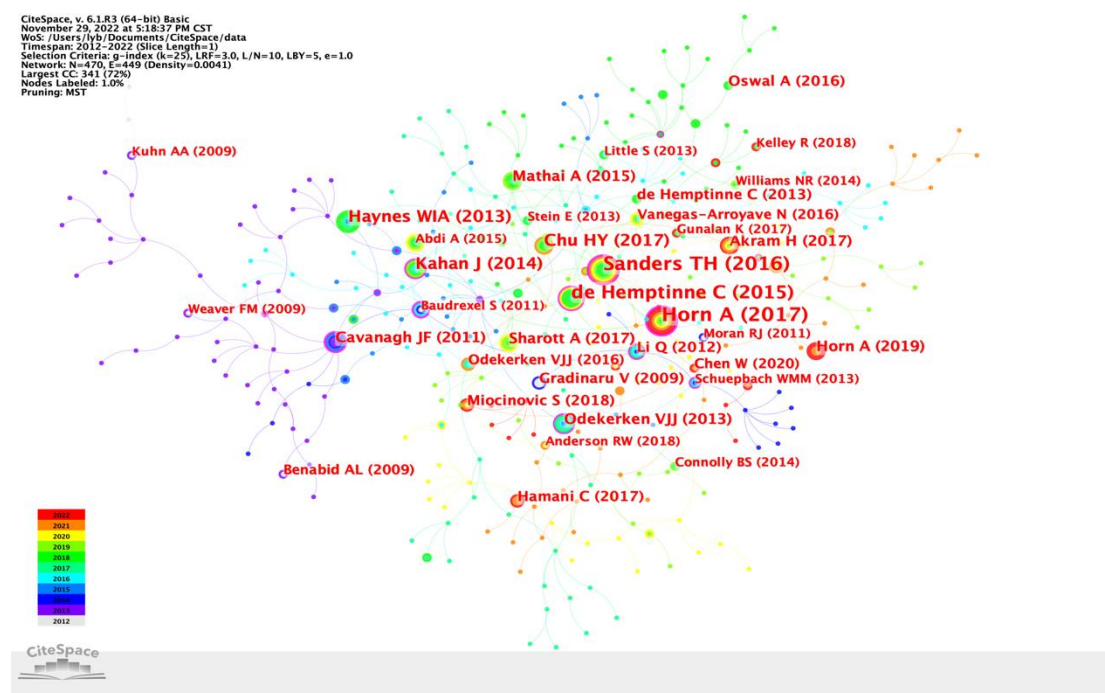 CiteSpace, v. 6.1.R3 (64-bit) Basic
November 29, 2022 at 5:18:37 PM CST
WoS: /Users/lyb/Documents/CiteSpace/data
Timespan: 2012-2022 (Slice Length=1)
Selection Criteria: g-index (k=25), LRF=3.0, L/N=10, LBY=5, e=1.0
Network: N=470, E=449 (Density=0.0041)
Largest CC: 341 (72%)
Nodes Labeled: 1.0%
Pruning: MST
Oswal A (2016)
Kuhn AA (2009)
Little S (2013)
Kelley R (2018)
Mathai A (2015)
Williams NR (2014)
de Hemptinne C (2013)
Haynes WIA (2013)
Stein E (2013)
Vanegas-Arroyave N (2016)
Gunalan K (2017)
Abdi A (2015)
Chu HY (2017)
Akram H (2017)
Kahan J (2014)
Sanders TH (2016)
de Hemptinne C (2015)
Weaver FM (2009)
Baudrexel S (2011)
Horn A (2017)
Cavanagh JF (2011)
Sharott A (2017)
Moran RJ (2011)
Li Q (2012)
Horn A (2019)
Odekerken VJJ (2016)
Chen W (2020)
Gradinaru V (2009)
Schuepbach WMM (2013)
Miocinovic S (2018)
Odekerken VJJ (2013)
Anderson RW (2018)
Benabid AL (2009)
Connolly BS (2014)
Hamani C (2017)
2022
2021
2020
2019
2018
2017
2016
2015
2014
2013
2012
CiteSpace